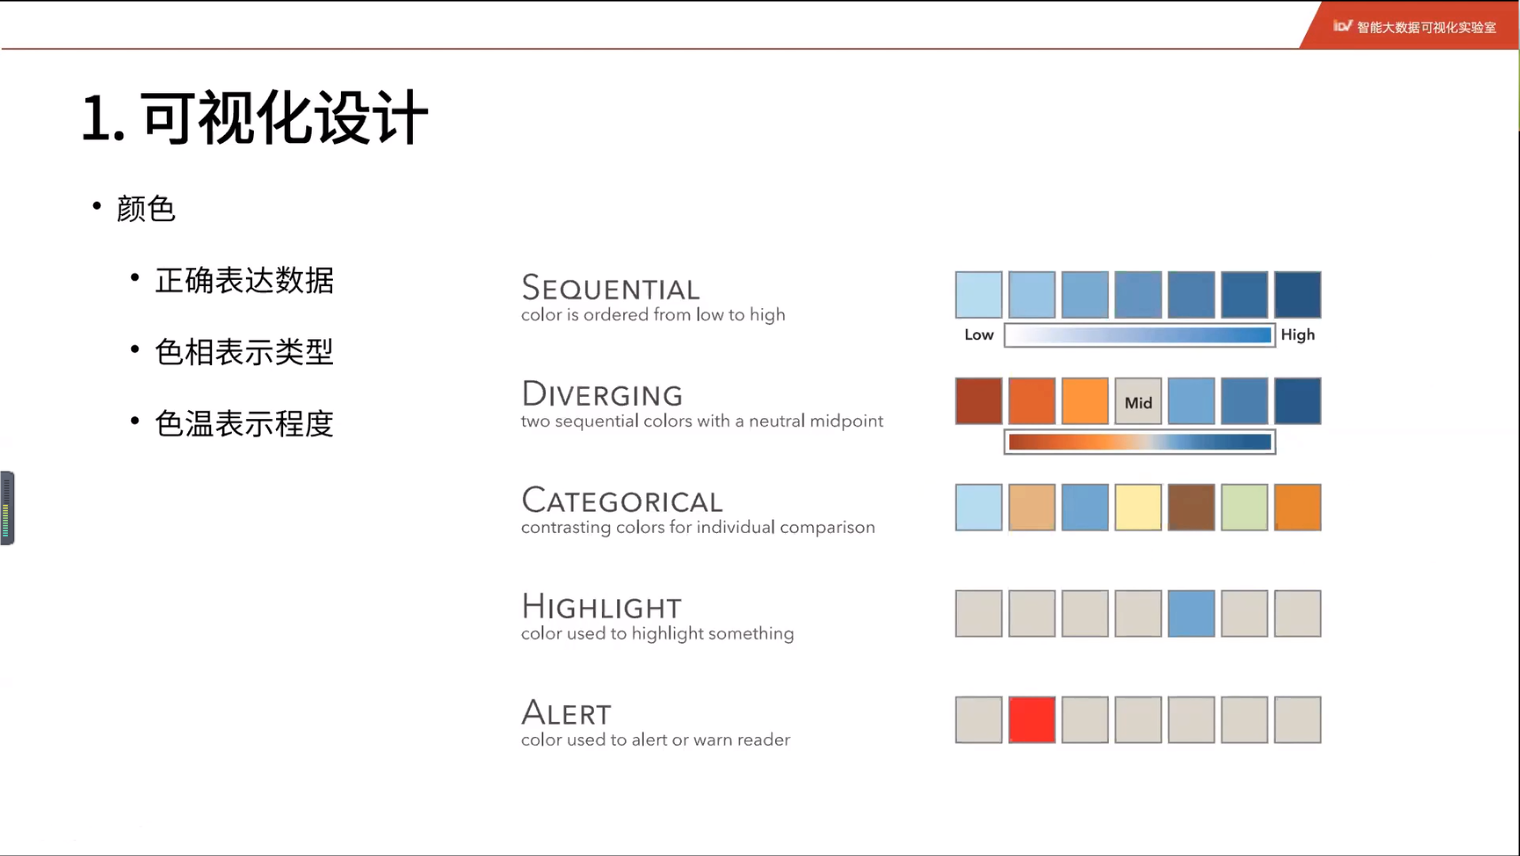 iDV 智能大数据可视化实验室
1. 可视化设计
• 颜色
• 正确表达数据
• 色相表示类型
• 色温表示程度
SEQUENTIAL
color is ordered from low to high
Low High
DIVERGING
two sequential colors with a neutral midpoint
Mid
CATEGORICAL
contrasting colors for individual comparison
HIGHLIGHT
color used to highlight something
ALERT
color used to alert or warn reader